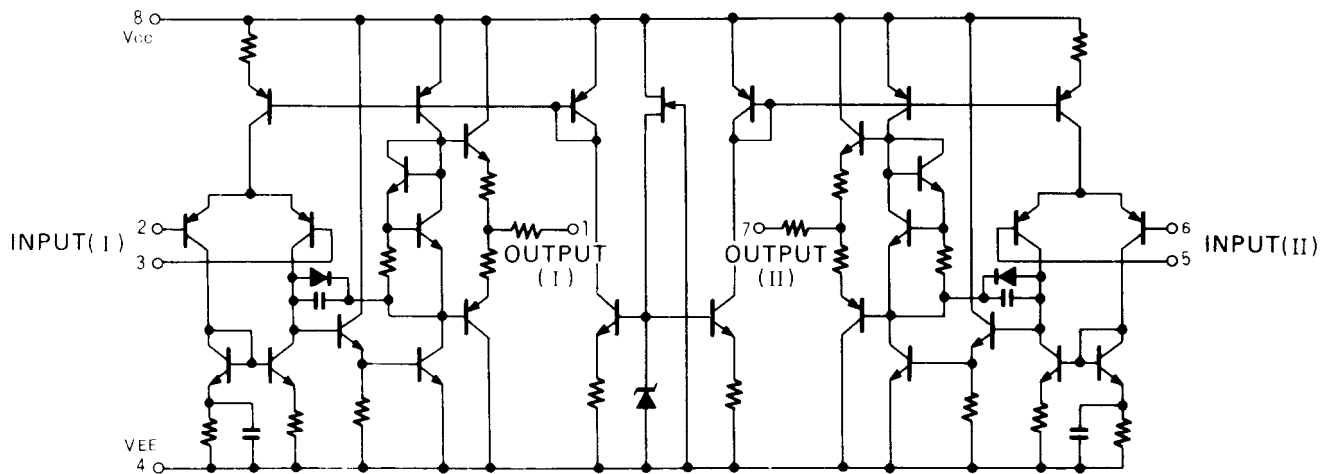 8
Vcc
INPUT(I)
2
3
1
OUTPUT
(I)
7
OUTPUT
(II)
6
5
INPUT(II)
VEE
4